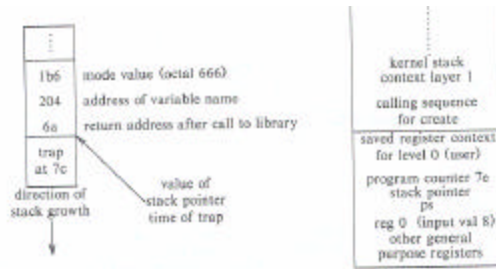 1b6 mode value (octal 666)
204 address of variable name
6a return address after call to library
trap
at 7c
value of
stack pointer
time of trap
direction of
stack growth
kernel stack
context layer 1
calling sequence
for create
saved register context
for level 0 (user)
program counter 7e
stack pointer
ps
reg 0 (input val 8)
other general
purpose registers